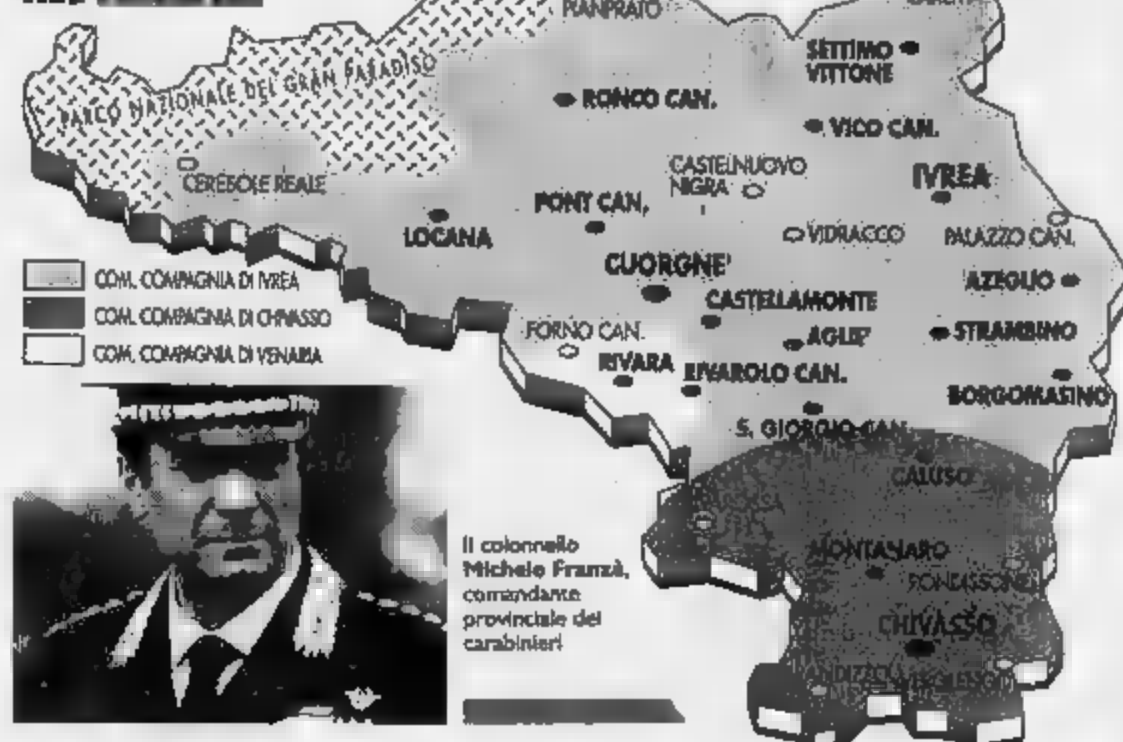 PIANPRATO
PARCO NAZIONALE DEL GRAN PARADISO
SETTIMO
VITTONE
RONCO CAN.
VICO CAN.
CERESOLE REALE
CASTELNUOVO
NIGRA
IVREA
PONT CAN.
LOCANA
VIDRACCO
PALAZZO CAN.
CUORGNE'
AZEGLIO
COM. COMPAGNIA DI IVREA
CASTELLAMONTE
COM. COMPAGNIA DI CHIVASSO
FORNO CAN.
AGLIE'
STRAMBINO
COM. COMPAGNIA DI VENARIA
RIVARA
RIVAROLO CAN.
BORGOMASINO
S. GIORGIO CAN.
CALUSO
Il colonnello
Michele Franzà,
comandante
provinciale dei
carabinieri
MONTANARO
RONDISSONE
CHIVASSO